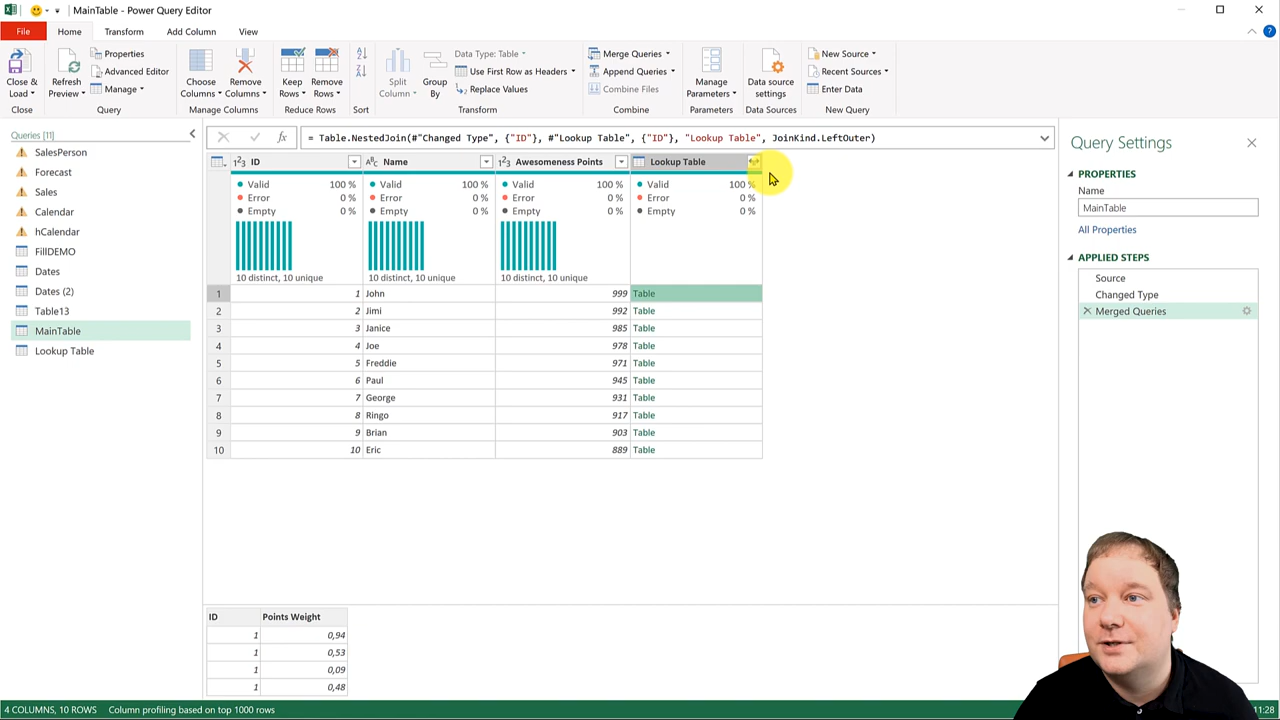 MainTable - Power Query Editor
File Home Transform Add Column View
Close & Load
Refresh Preview
Properties
Advanced Editor
Manage
Choose Columns
Remove Columns
Keep Rows
Remove Rows
Split Column
Group By
Data Type: Table
Use First Row as Headers
Replace Values
Merge Queries
Append Queries
Combine Files
Manage Parameters
Data source settings
New Source
Recent Sources
Enter Data
Close Query Manage Columns Reduce Rows Sort Transform Combine Parameters Data Sources New Query
Queries [11]
SalesPerson
Forecast
Sales
Calendar
hCalendar
FillDEMO
Dates
Dates (2)
Table13
MainTable
Lookup Table
fx = Table.NestedJoin(#"Changed Type", {"ID"}, #"Lookup Table", {"ID"}, "Lookup Table", JoinKind.LeftOuter)
1 2 3 ID A B C Name 1 2 3 Awesomeness Points Lookup Table
Valid 100 % Valid 100 % Valid 100 % Valid 100 %
Error 0 % Error 0 % Error 0 % Error 0 %
Empty 0 % Empty 0 % Empty 0 % Empty 0 %
10 distinct, 10 unique 10 distinct, 10 unique 10 distinct, 10 unique
1 1 John 999 Table
2 2 Jimi 992 Table
3 3 Janice 985 Table
4 4 Joe 978 Table
5 5 Freddie 971 Table
6 6 Paul 945 Table
7 7 George 931 Table
8 8 Ringo 917 Table
9 9 Brian 903 Table
10 10 Eric 889 Table
ID Points Weight
1 0,94
1 0,53
1 0,09
1 0,48
Query Settings
PROPERTIES
Name
MainTable
All Properties
APPLIED STEPS
Source
Changed Type
Merged Queries
4 COLUMNS, 10 ROWS Column profiling based on top 1000 rows
11:28